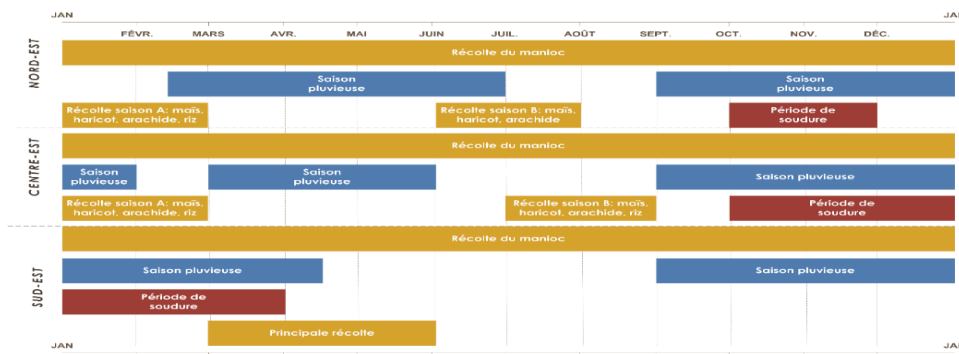 JAN
JAN
FÉVR. MARS AVR. MAI JUIN JUIL. AOÛT SEPT. OCT. NOV. DÉC.
NORD-EST
Récolte du manioc
Saison
pluvieuse
Saison
pluvieuse
Récolte saison A: maïs,
haricot, arachide, riz
Récolte saison B: maïs,
haricot, arachide
Période de
soudure
CENTRE-EST
Récolte du manioc
Saison
pluvieuse
Saison
pluvieuse
Saison pluvieuse
Récolte saison A: maïs,
haricot, arachide, riz
Récolte saison B: maïs,
haricot, arachide, riz
Période de
soudure
SUD-EST
Récolte du manioc
Saison pluvieuse
Saison pluvieuse
Période de
soudure
Principale récolte
JAN
JAN